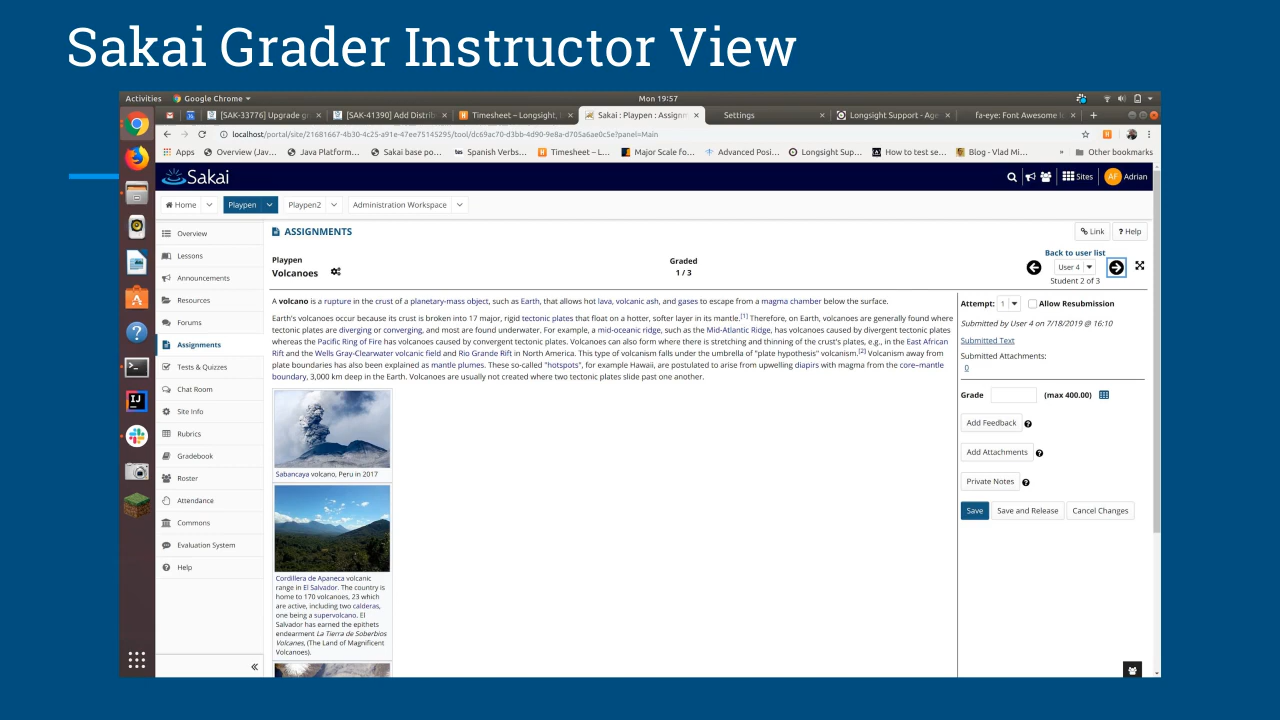 Sakai Grader Instructor View
Activities
Google Chrome
Mon 19:57
[SAK-33776] Upgrade g
[SAK-41390] Add Distrib
Timesheet – Longsight,
Sakai : Playpen : Assignm
Settings
Longsight Support - Age
fa-eye: Font Awesome
localhost/portal/site/21681667-4b30-4c25-a91e-47ee75145295/tool/dc69ac70-d3bb-4d90-9e8a-d705a6ae0c5e?panel=Main
Apps
Overview (Jav...
Java Platform...
Sakai base po...
Spanish Verbs...
Timesheet – L...
Major Scale fo...
Advanced Posi...
Longsight Sup...
How to test se...
Blog - Vlad Mi...
»
Other bookmarks
Sakai
Sites
AF
Adrian
Home
Playpen
Playpen2
Administration Workspace
Overview
Lessons
Announcements
Resources
Forums
Assignments
Tests & Quizzes
Chat Room
Site Info
Rubrics
Gradebook
Roster
Attendance
Commons
Evaluation System
Help
«
ASSIGNMENTS
Link
? Help
Playpen
Volcanoes
Graded
1 / 3
Back to user list
User 4
Student 2 of 3
A volcano is a rupture in the crust of a planetary-mass object, such as Earth, that allows hot lava, volcanic ash, and gases to escape from a magma chamber below the surface.
Earth's volcanoes occur because its crust is broken into 17 major, rigid tectonic plates that float on a hotter, softer layer in its mantle.[1] Therefore, on Earth, volcanoes are generally found where
tectonic plates are diverging or converging, and most are found underwater. For example, a mid-oceanic ridge, such as the Mid-Atlantic Ridge, has volcanoes caused by divergent tectonic plates
whereas the Pacific Ring of Fire has volcanoes caused by convergent tectonic plates. Volcanoes can also form where there is stretching and thinning of the crust's plates, e.g., in the East African
Rift and the Wells Gray-Clearwater volcanic field and Rio Grande Rift in North America. This type of volcanism falls under the umbrella of "plate hypothesis" volcanism.[2] Volcanism away from
plate boundaries has also been explained as mantle plumes. These so-called "hotspots", for example Hawaii, are postulated to arise from upwelling diapirs with magma from the core–mantle
boundary, 3,000 km deep in the Earth. Volcanoes are usually not created where two tectonic plates slide past one another.
Sabancaya volcano, Peru in 2017
Cordillera de Apaneca volcanic
range in El Salvador. The country is
home to 170 volcanoes, 23 which
are active, including two calderas,
one being a supervolcano. El
Salvador has earned the epithets
endearment La Tierra de Soberbios
Volcanes, (The Land of Magnificent
Volcanoes).
Attempt: 1
Allow Resubmission
Submitted by User 4 on 7/18/2019 @ 16:10
Submitted Text
Submitted Attachments:
0
Grade
(max 400.00)
Add Feedback
Add Attachments
Private Notes
Save
Save and Release
Cancel Changes